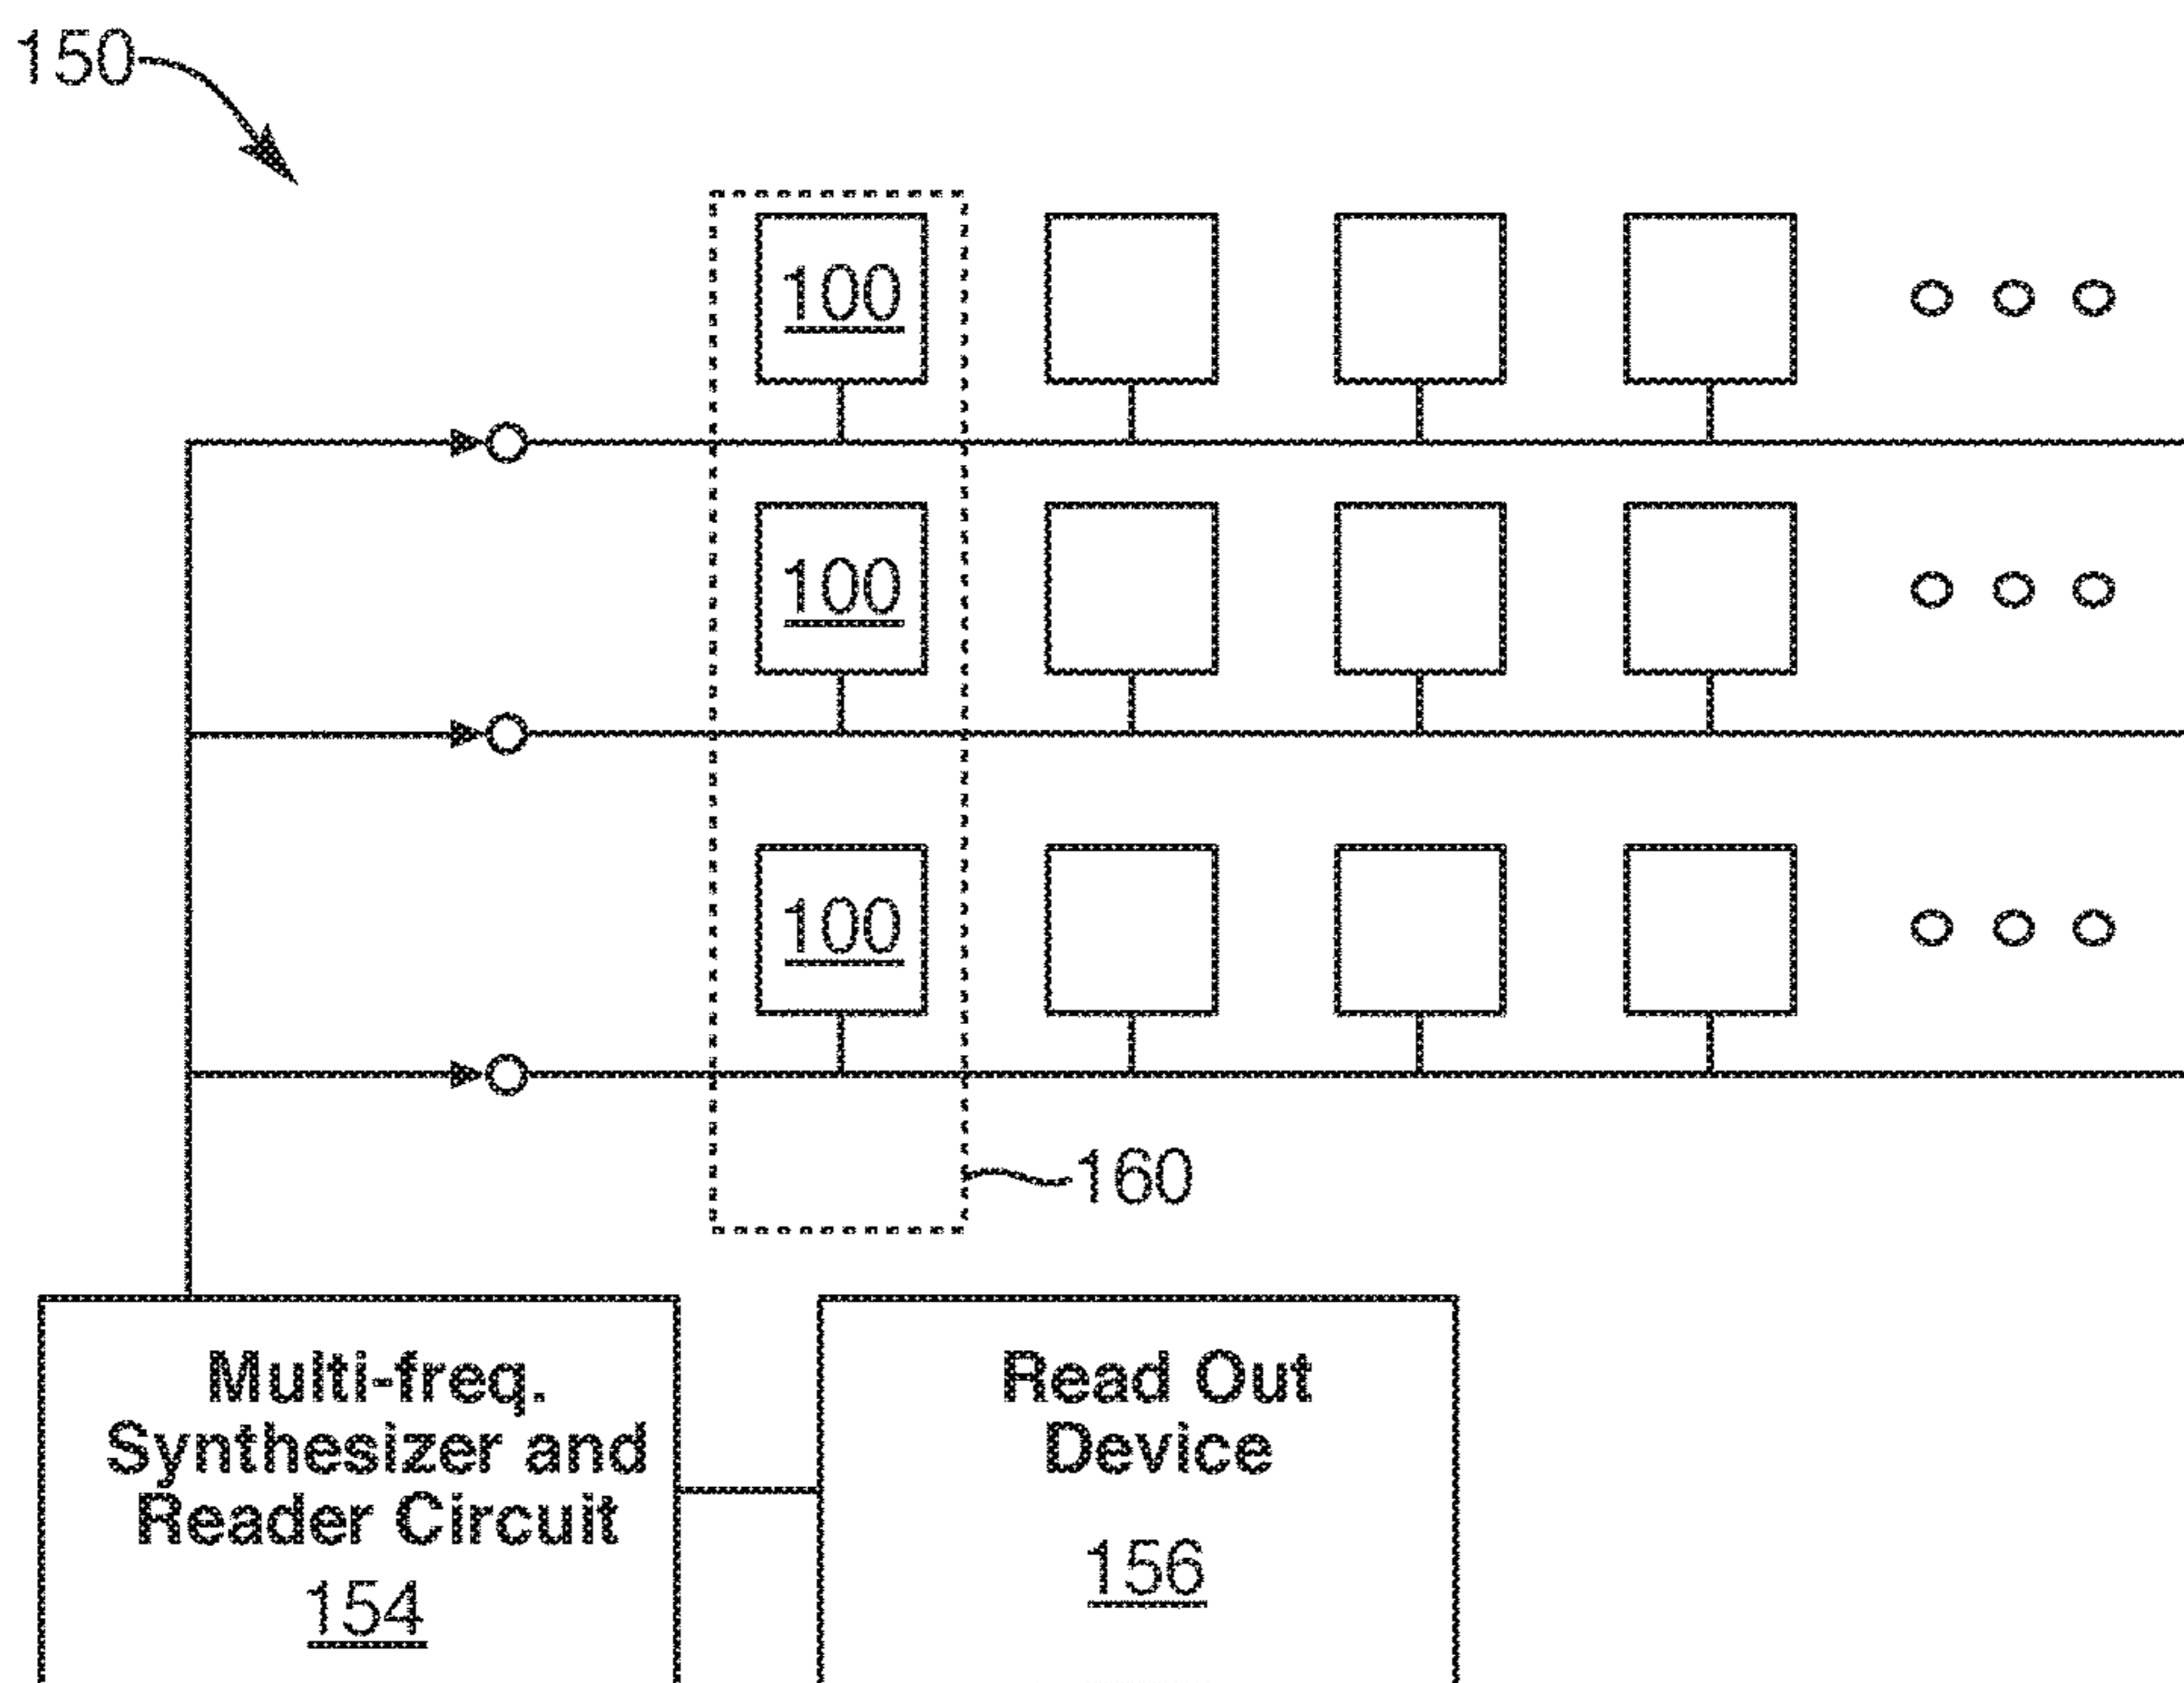 150
100
100
100
160
Multi-freq.
Synthesizer and
Reader Circuit
154
Read Out
Device
156